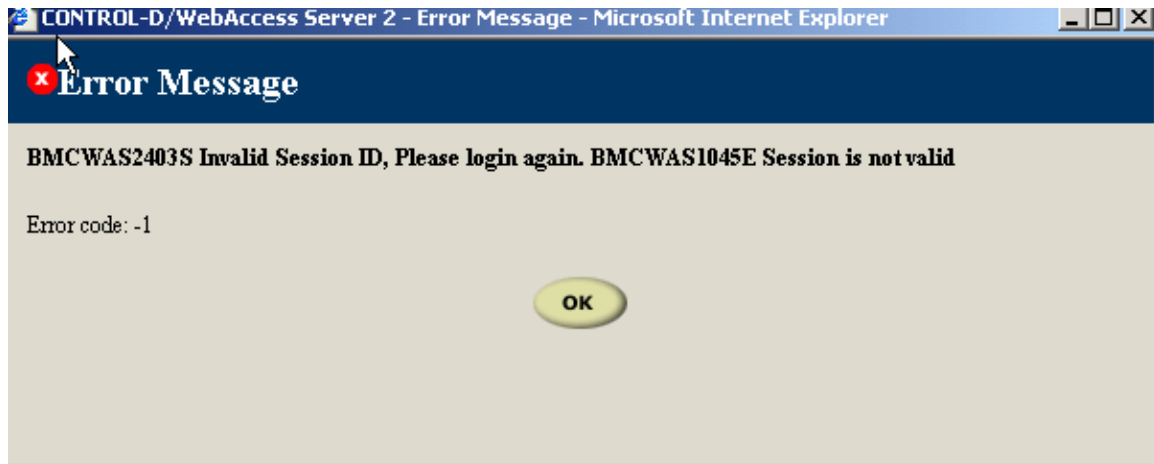 CONTROL-D/WebAccess Server 2 - Error Message - Microsoft Internet Explorer
Error Message
BMCWAS2403S Invalid Session ID, Please login again. BMCWAS1045E Session is not valid
Error code: -1
OK